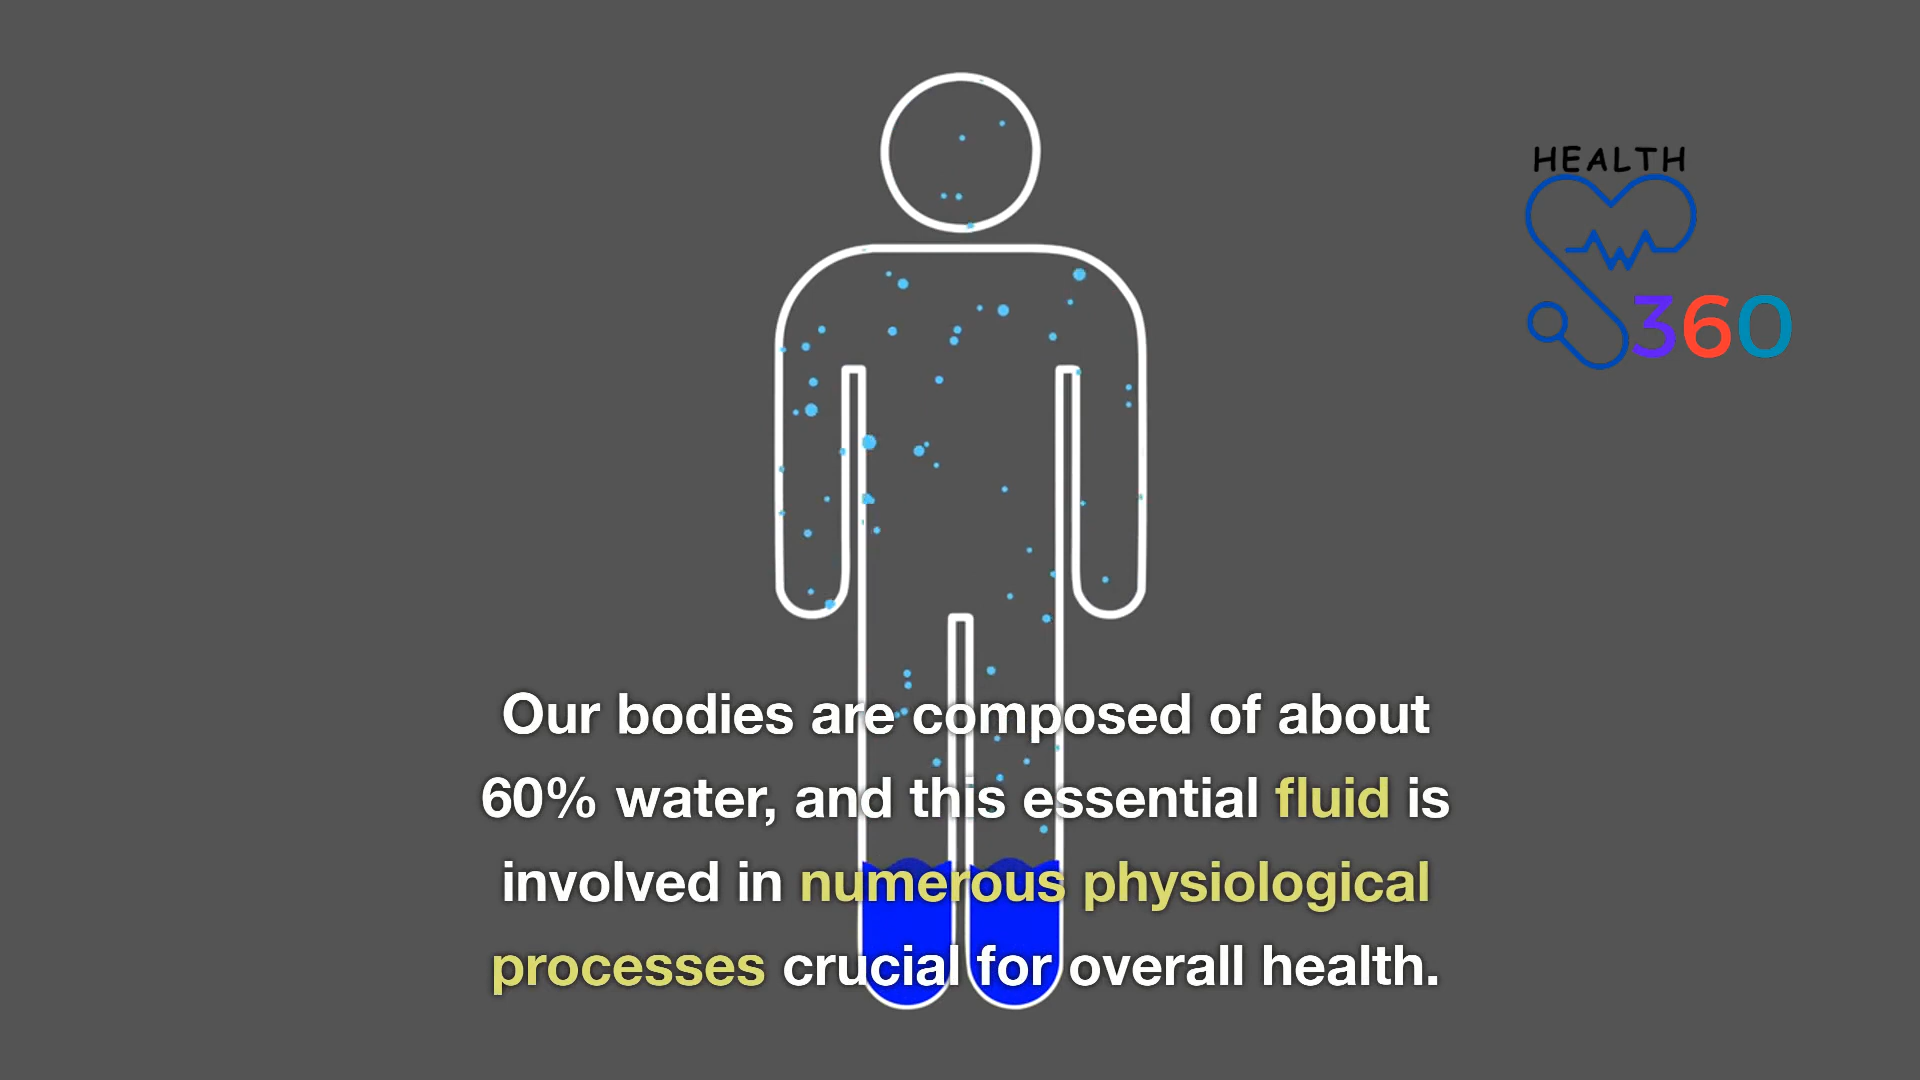 HEALTH
360
Our bodies are composed of about
60% water, and this essential fluid is
involved in numerous physiological
processes crucial for overall health.